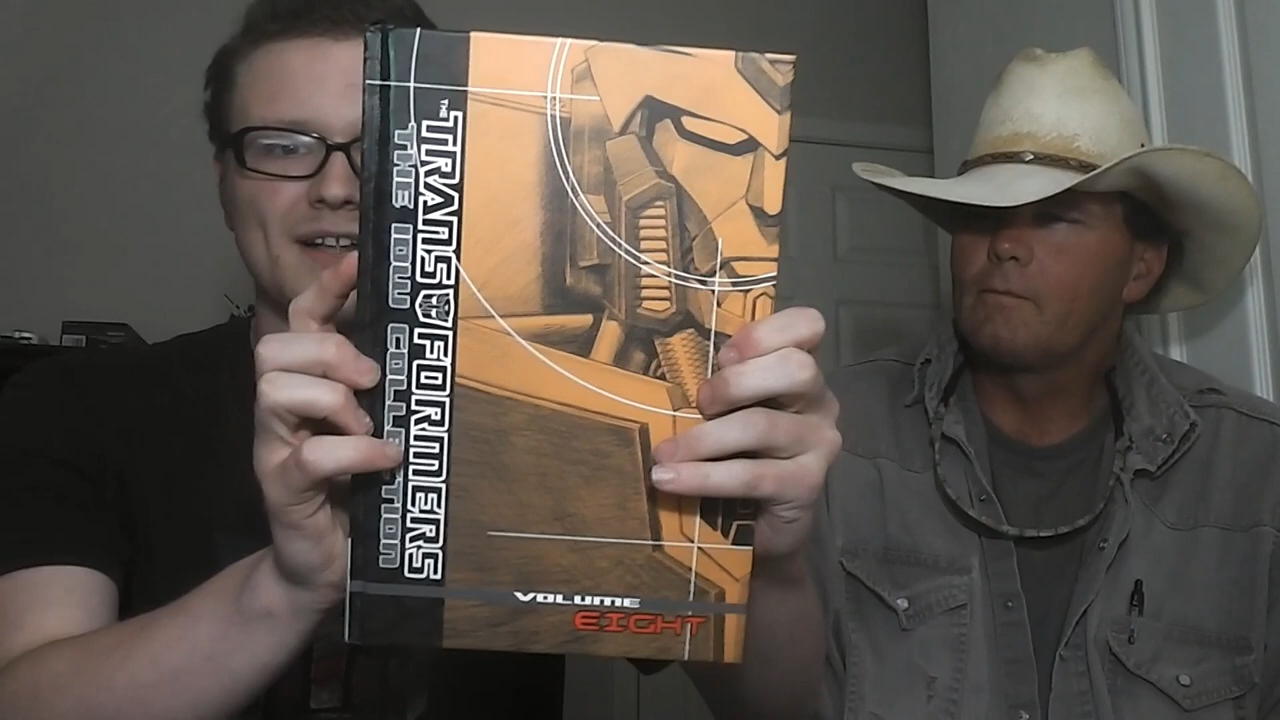 THE
TRANSFORMERS
THE IDW COLLECTION
VOLUME
EIGHT